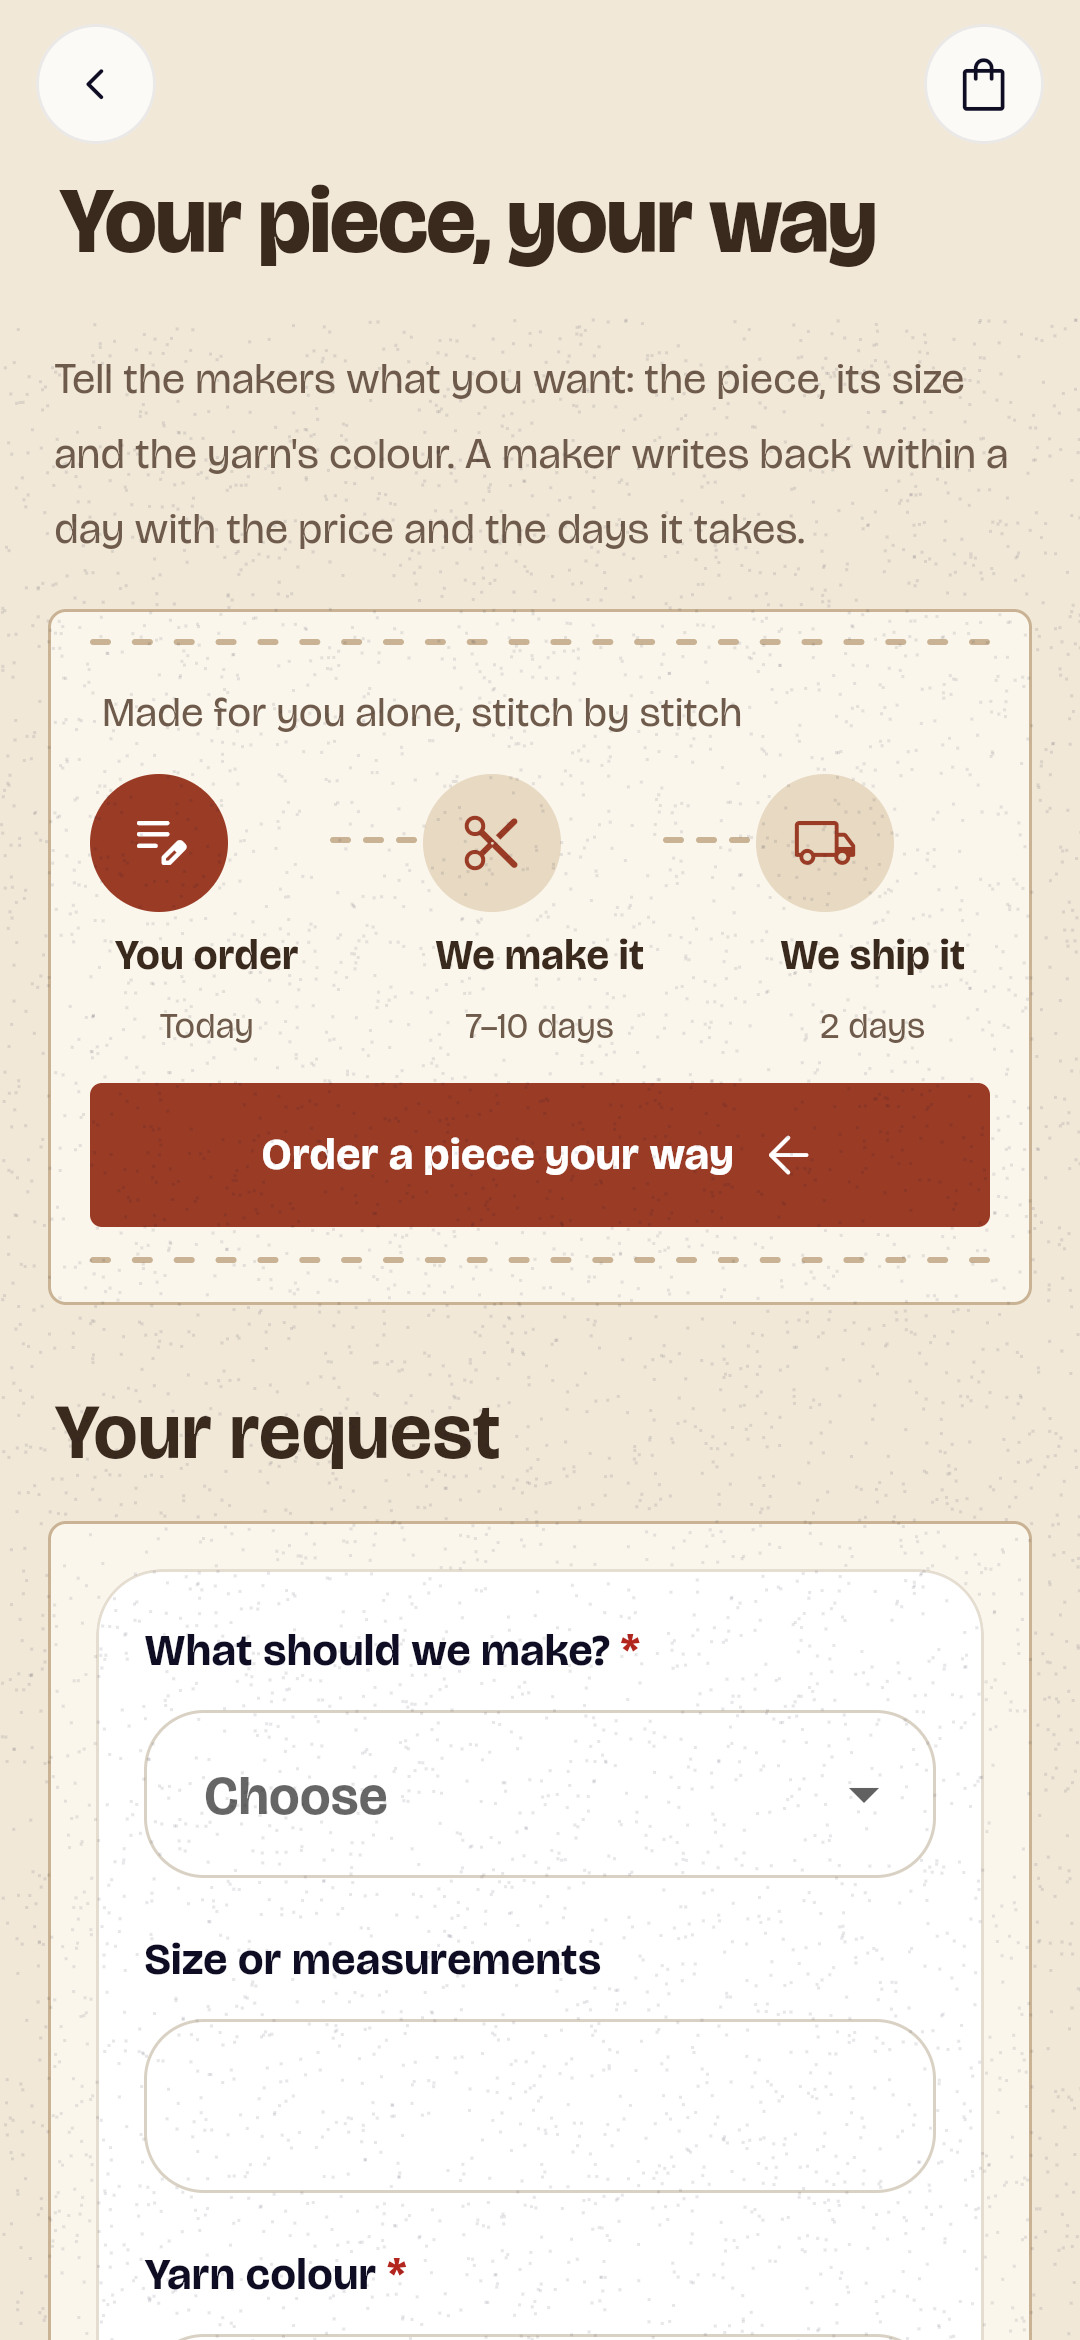 Your piece, your way
Tell the makers what you want: the piece, its size
and the yarn's colour. A maker writes back within a
day with the price and the days it takes.
Made for you alone, stitch by stitch
You order
Today
We make it
7–10 days
We ship it
2 days
Order a piece your way
Your request
What should we make? *
Choose
Size or measurements
Yarn colour *